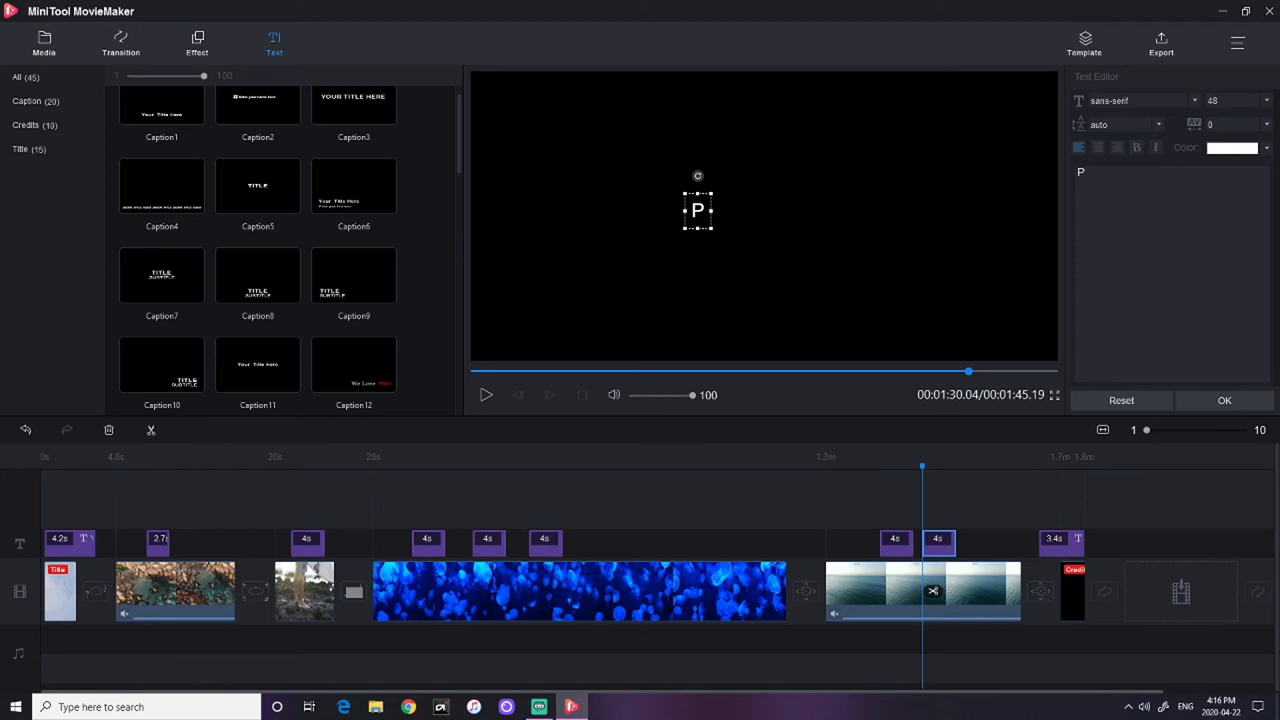 MiniTool MovieMaker
Media
Transition
Effect
Text
Template
Export
All (45)
1
100
Caption (20)
Credits (10)
Title (15)
Your Title Here
Enter your name here
YOUR TITLE HERE
Caption1
Caption2
Caption3
TITLE
Your Title Here
Caption4
Caption5
Caption6
TITLE
SUBTITLE
TITLE
SUBTITLE
TITLE
SUBTITLE
Caption7
Caption8
Caption9
TITLE
SUBTITLE
Your Title Here
We Love
Caption10
Caption11
Caption12
P
100
00:01:30.04/00:01:45.19
Text Editor
sans-serif
48
auto
0
B I Color:
P
Reset
OK
1
10
0s
4.8s
20s
28s
1.3m
1.7m
1.8m
4.2s
2.7s
4s
4s
4s
4s
4s
4s
3.4s
Title
Credit
Type here to search
ENG
4:16 PM
2020-04-22